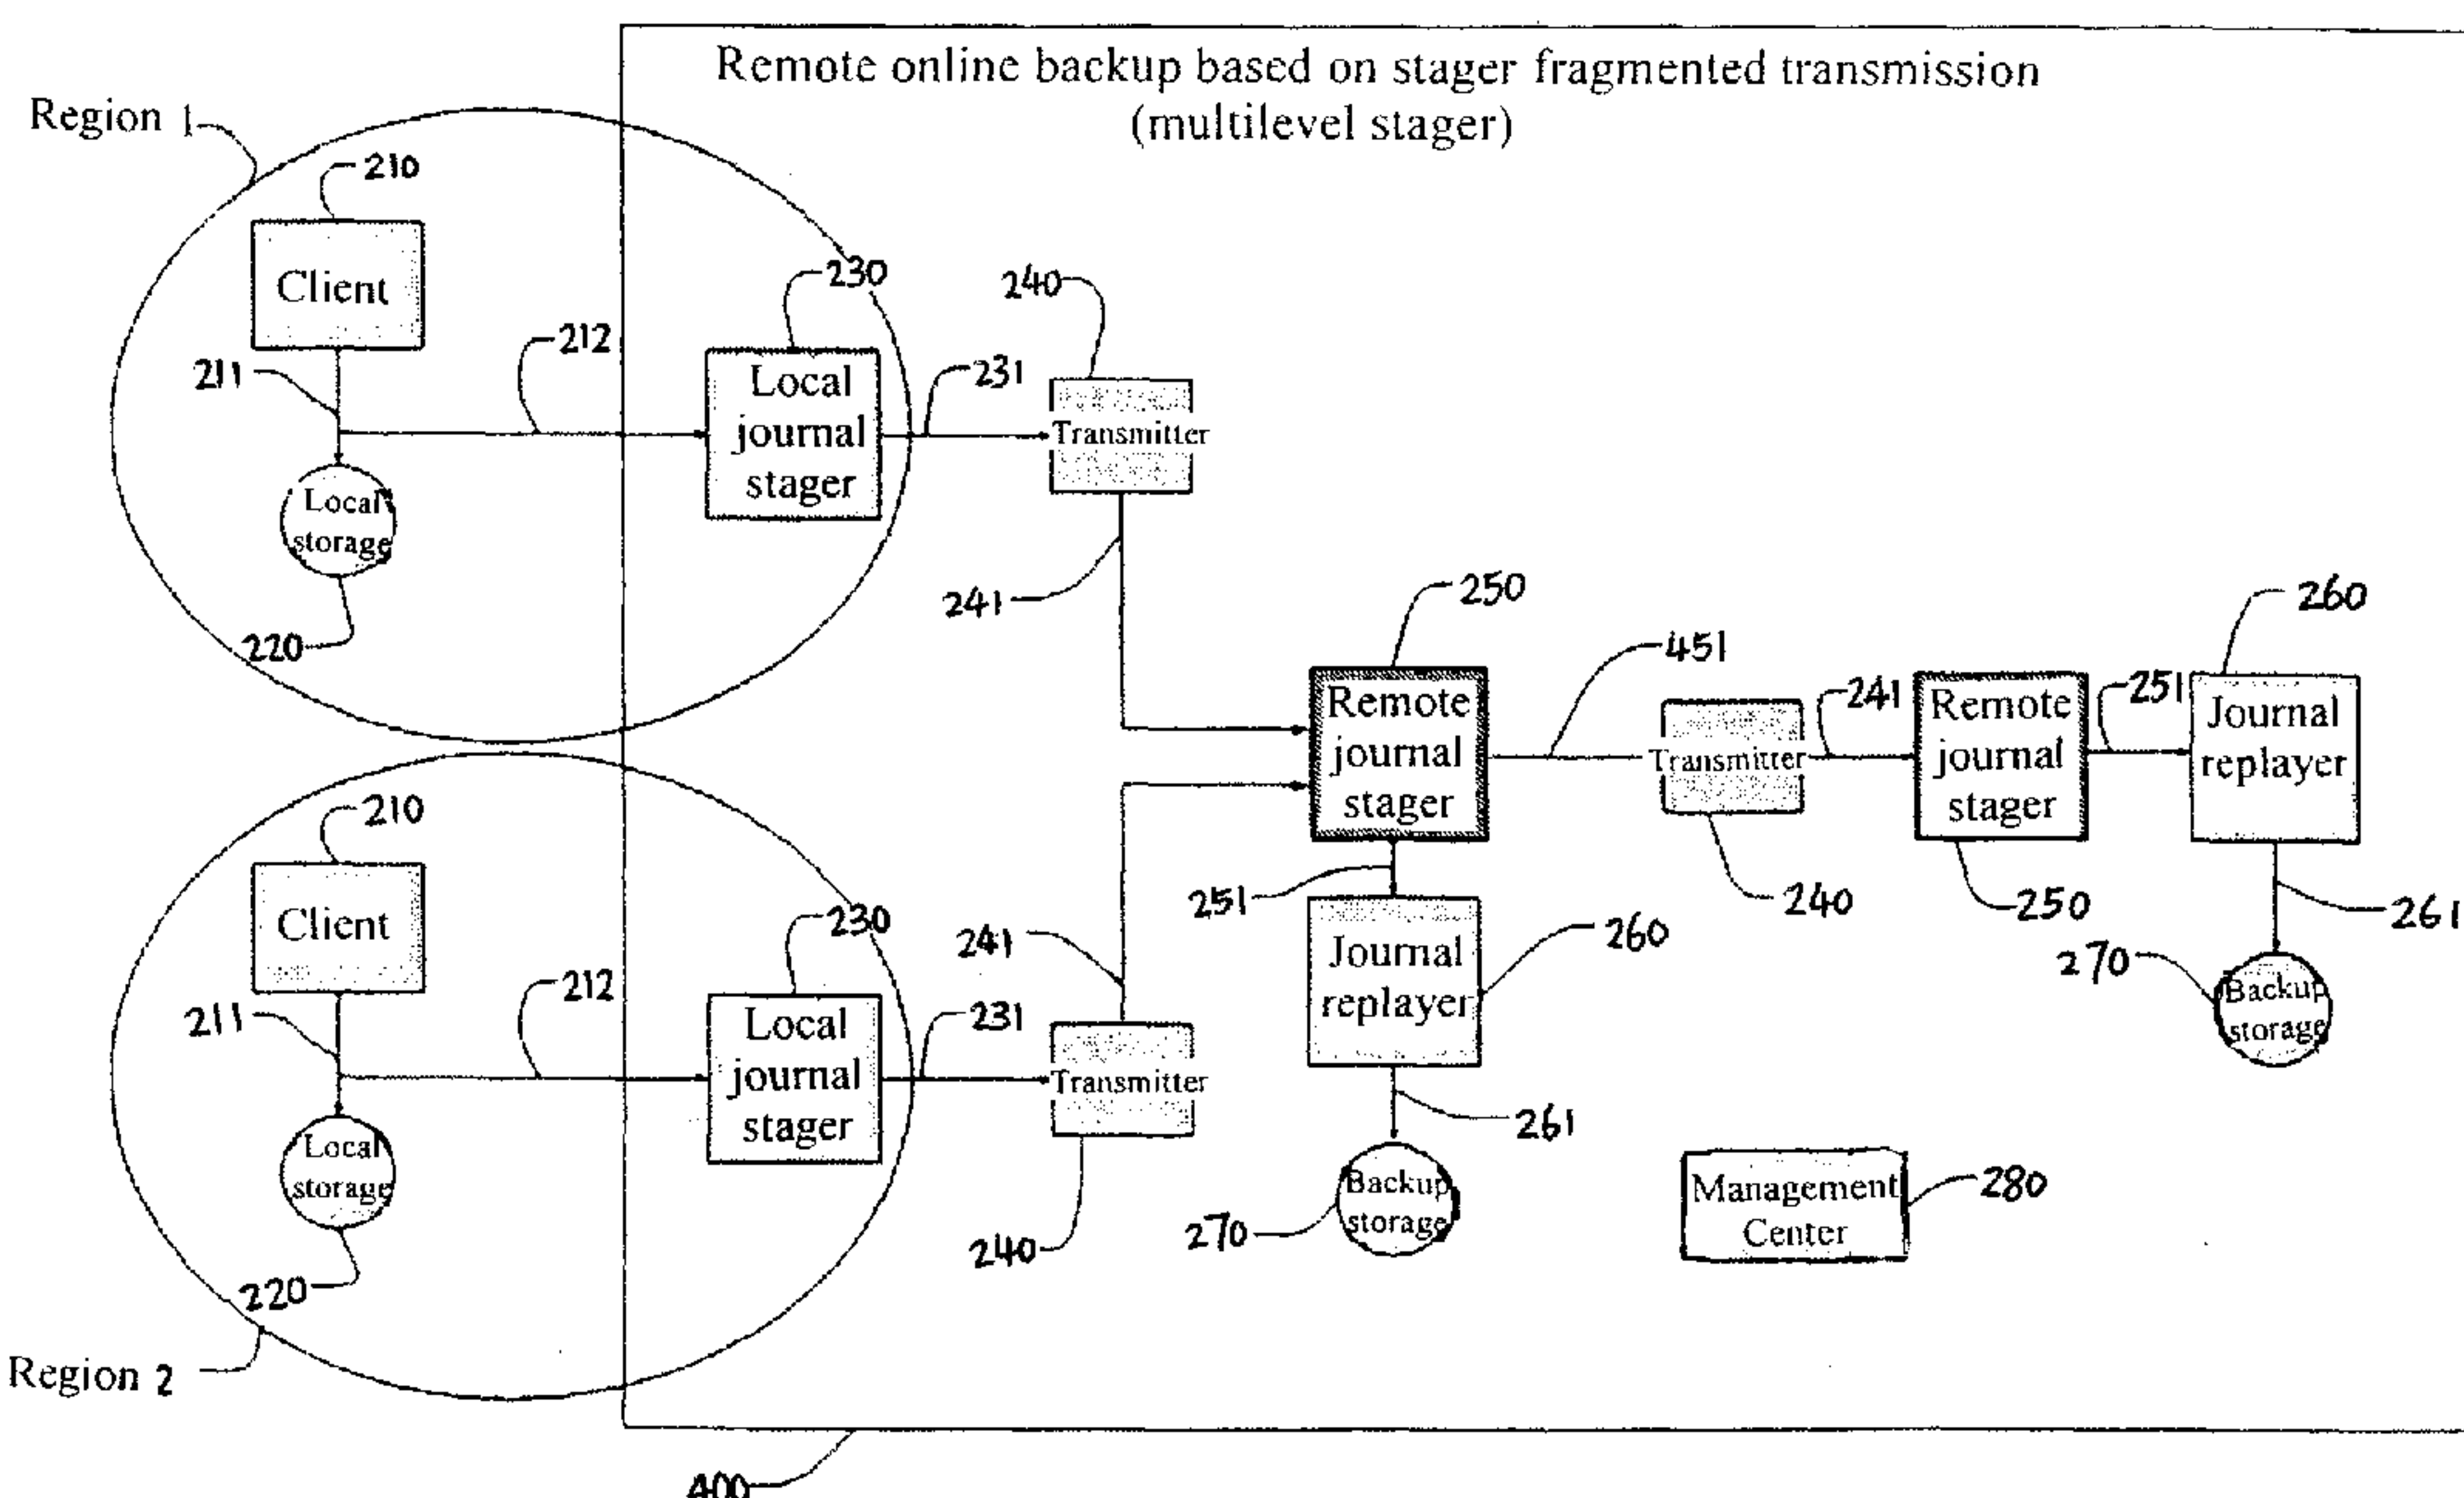 Remote online backup based on stager fragmented transmission
(multilevel stager)
Region 1
210
Client
211
212
Local
storage
220
230
Local
journal
stager
231
240
Transmitter
241
250
Remote
journal
stager
451
Transmitter
240
241
Remote
journal
stager
250
251
260
Journal
replayer
261
270
Backup
storage
251
Journal
replayer
260
261
270
Backup
storage
Management
Center
280
210
Client
211
212
Local
storage
220
230
Local
journal
stager
231
241
Transmitter
240
Region 2
400